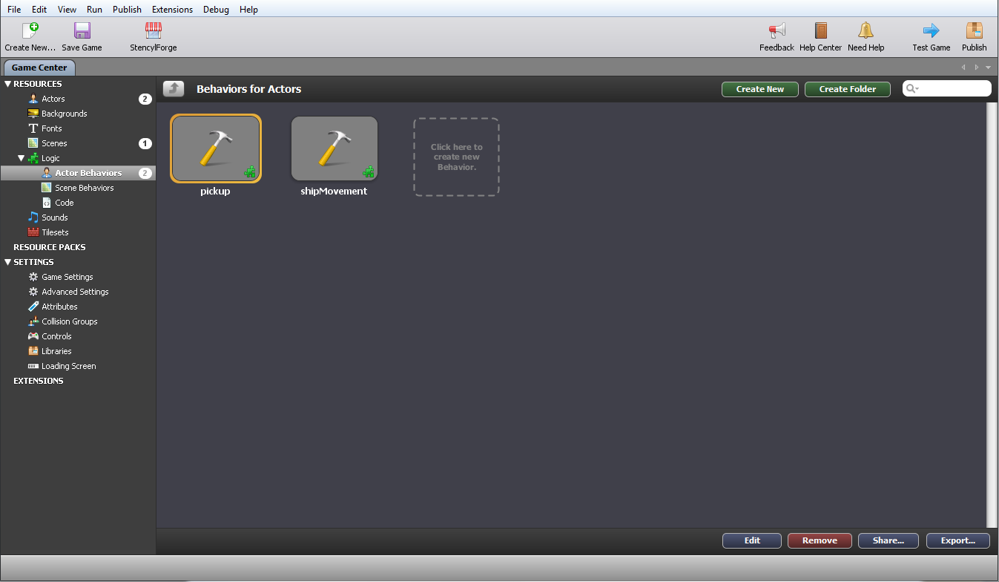 File Edit View Run Publish Extensions Debug Help
Create New... Save Game StencylForge Feedback Help Center Need Help Test Game Publish
Game Center
RESOURCES
Actors 2
Backgrounds
Fonts
Scenes 1
Logic
Actor Behaviors 2
Scene Behaviors
Code
Sounds
Tilesets
RESOURCE PACKS
SETTINGS
Game Settings
Advanced Settings
Attributes
Collision Groups
Controls
Libraries
Loading Screen
EXTENSIONS
Behaviors for Actors Create New Create Folder
pickup
shipMovement
Click here to
create new
Behavior.
Edit Remove Share... Export...